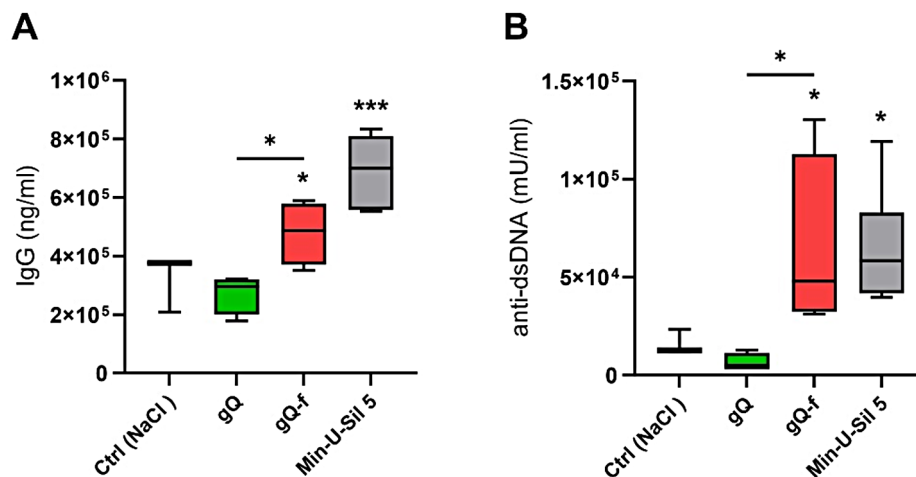 A
IgG (ng/ml)
1×10⁶
8×10⁵
6×10⁵
4×10⁵
2×10⁵
0
*
*
***
Ctrl (NaCl )
gQ
gQ-f
Min-U-Sil 5
B
anti-dsDNA (mU/ml)
1.5×10⁵
1×10⁵
5×10⁴
0
*
*
*
Ctrl (NaCl )
gQ
gQ-f
Min-U-Sil 5